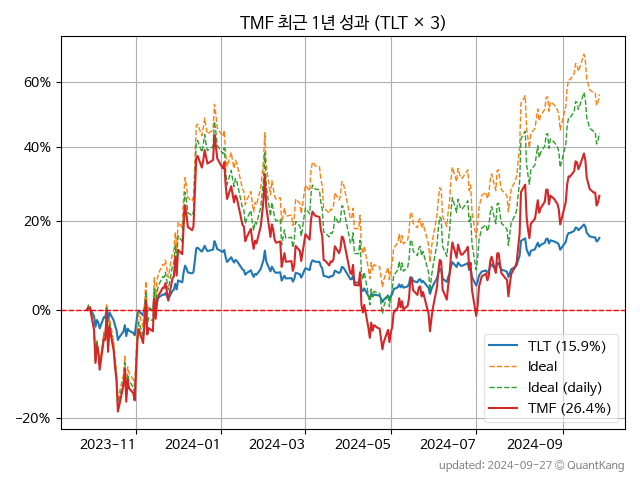 TMF 최근 1년 성과 (TLT × 3)
60%
40%
20%
0%
−20%
2023-11
2024-01
2024-03
2024-05
2024-07
2024-09
TLT (15.9%)
Ideal
Ideal (daily)
TMF (26.4%)
updated: 2024-09-27 © QuantKang